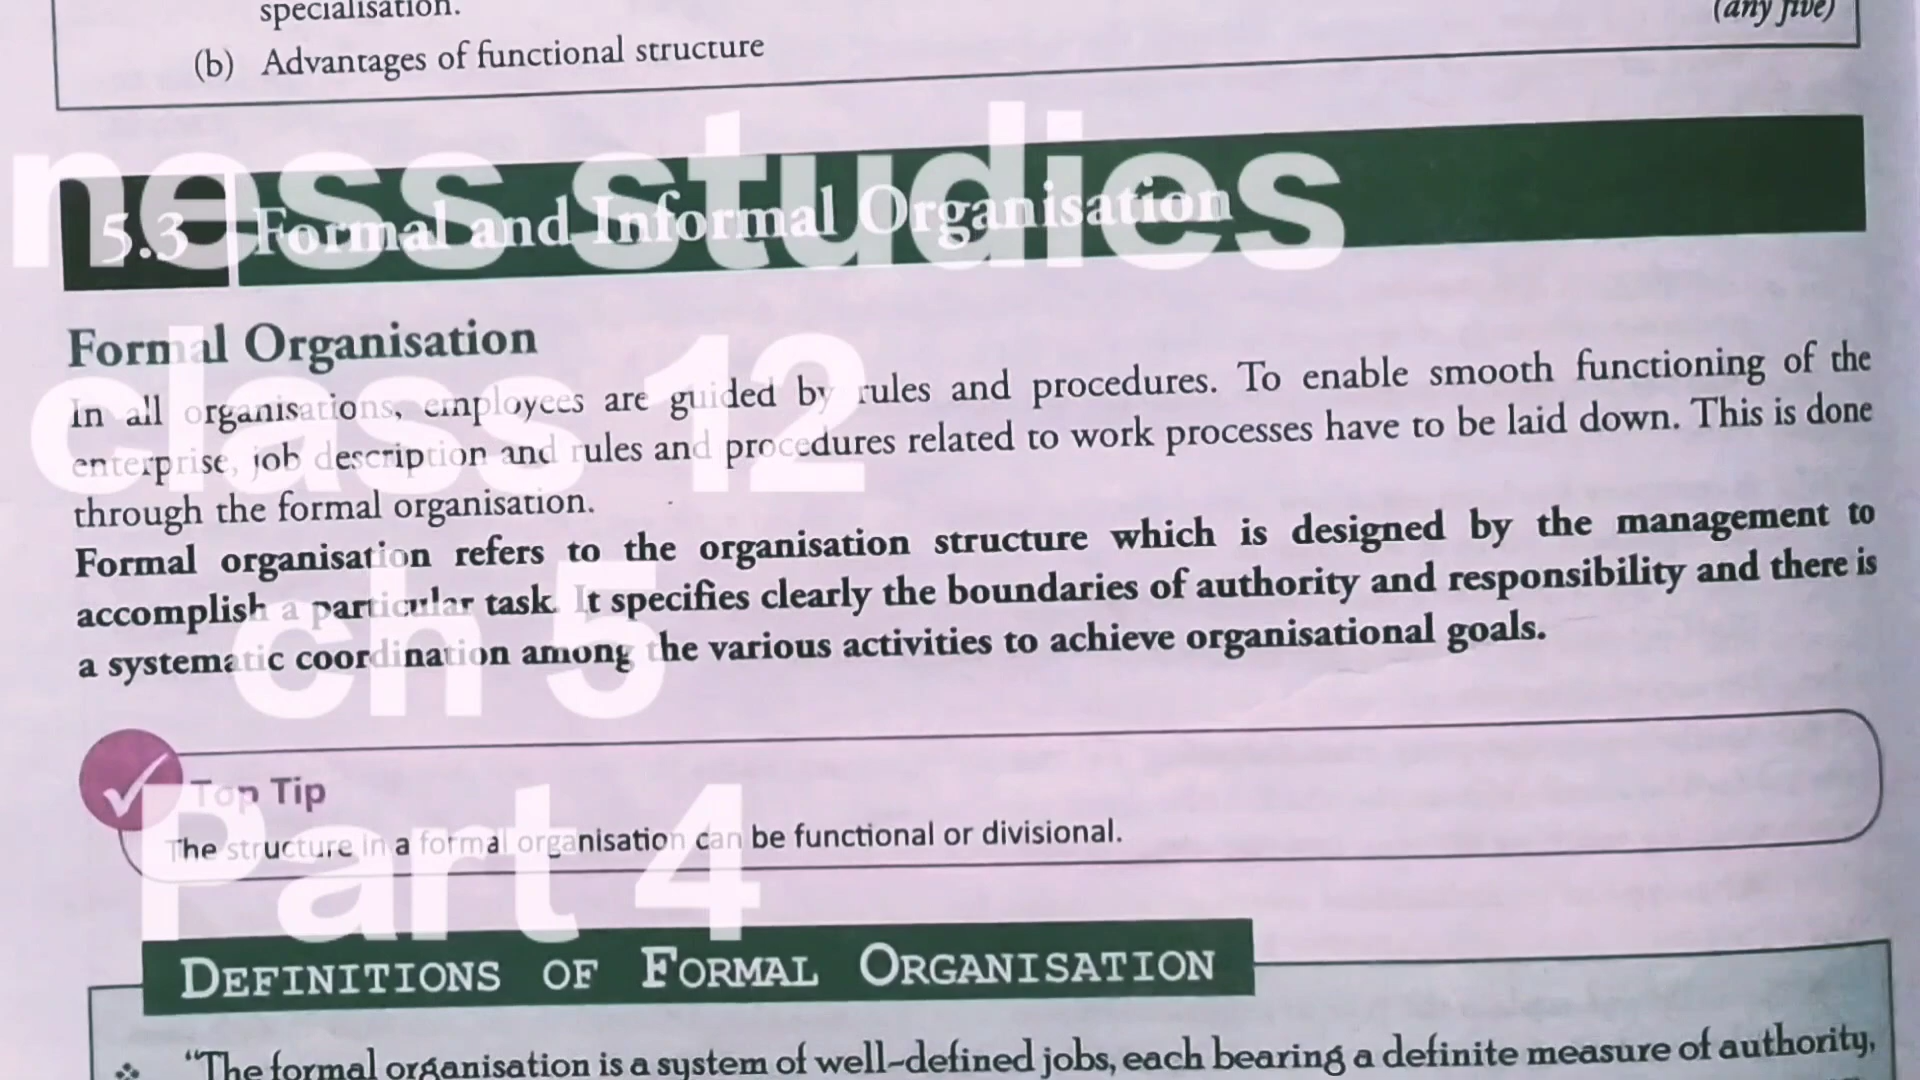 specialisation.
(any five)
(b) Advantages of functional structure
ness studies
5.3 Formal and Informal Organisation
Formal Organisation
class 12
In all organisations, employees are guided by rules and procedures. To enable smooth functioning of the
enterprise, job description and rules and procedures related to work processes have to be laid down. This is done
through the formal organisation.
Formal organisation refers to the organisation structure which is designed by the management to
accomplish a particular task. It specifies clearly the boundaries of authority and responsibility and there is
a systematic coordination among the various activities to achieve organisational goals.
ch 5
Top Tip
The structure in a formal organisation can be functional or divisional.
Part 4
DEFINITIONS OF FORMAL ORGANISATION
❖ “The formal organisation is a system of well-defined jobs, each bearing a definite measure of authority,